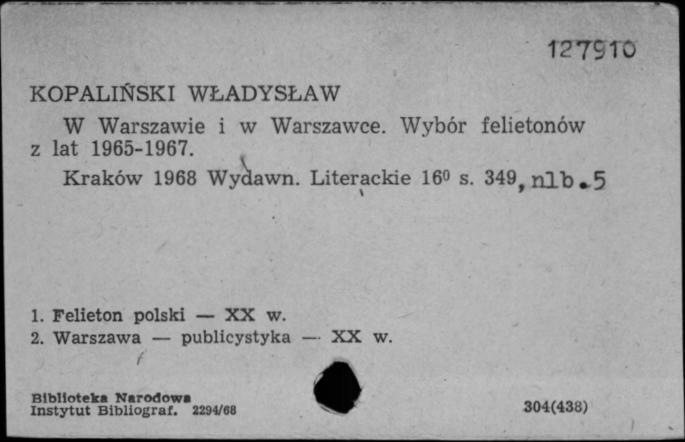 127910
KOPALIŃSKI WŁADYSŁAW
W Warszawie i w Warszawce. Wybór felietonów
z lat 1965-1967.
Kraków 1968 Wydawn. Literackie 16⁰ s. 349, nlb.5
1. Felieton polski — XX w.
2. Warszawa — publicystyka — XX w.
Biblioteka Narodowa
Instytut Bibliograf. 2294/68
304(438)